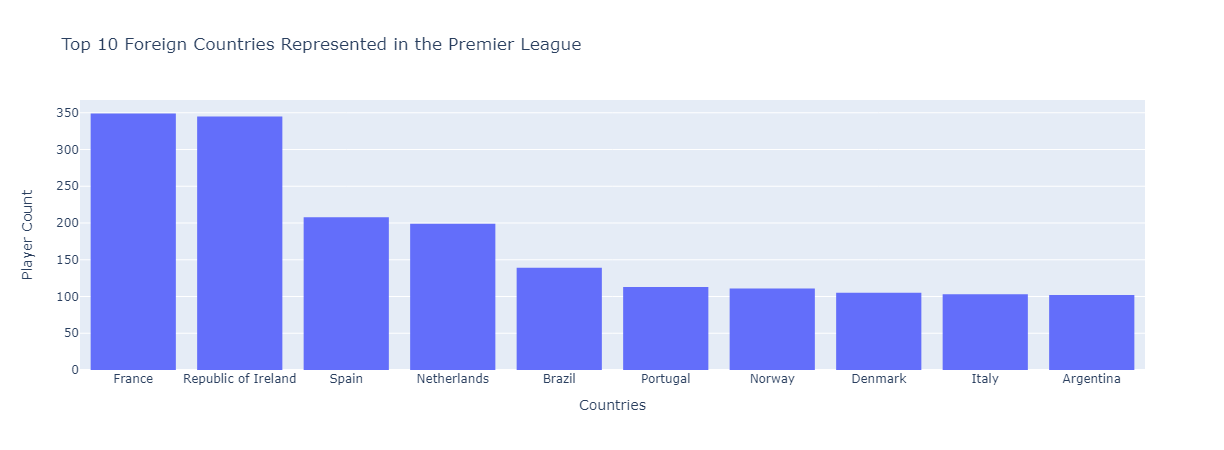 Top 10 Foreign Countries Represented in the Premier League
Player Count
350
300
250
200
150
100
50
0
France Republic of Ireland Spain Netherlands Brazil Portugal Norway Denmark Italy Argentina
Countries